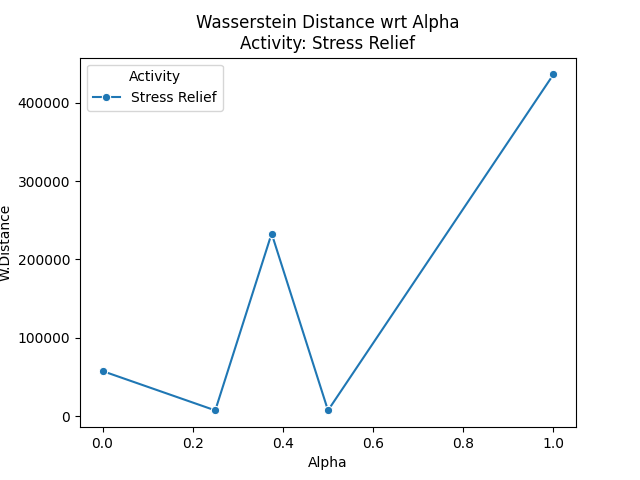 Wasserstein Distance wrt Alpha
Activity: Stress Relief
Activity
Stress Relief
W.Distance
400000
300000
200000
100000
0
0.0 0.2 0.4 0.6 0.8 1.0
Alpha